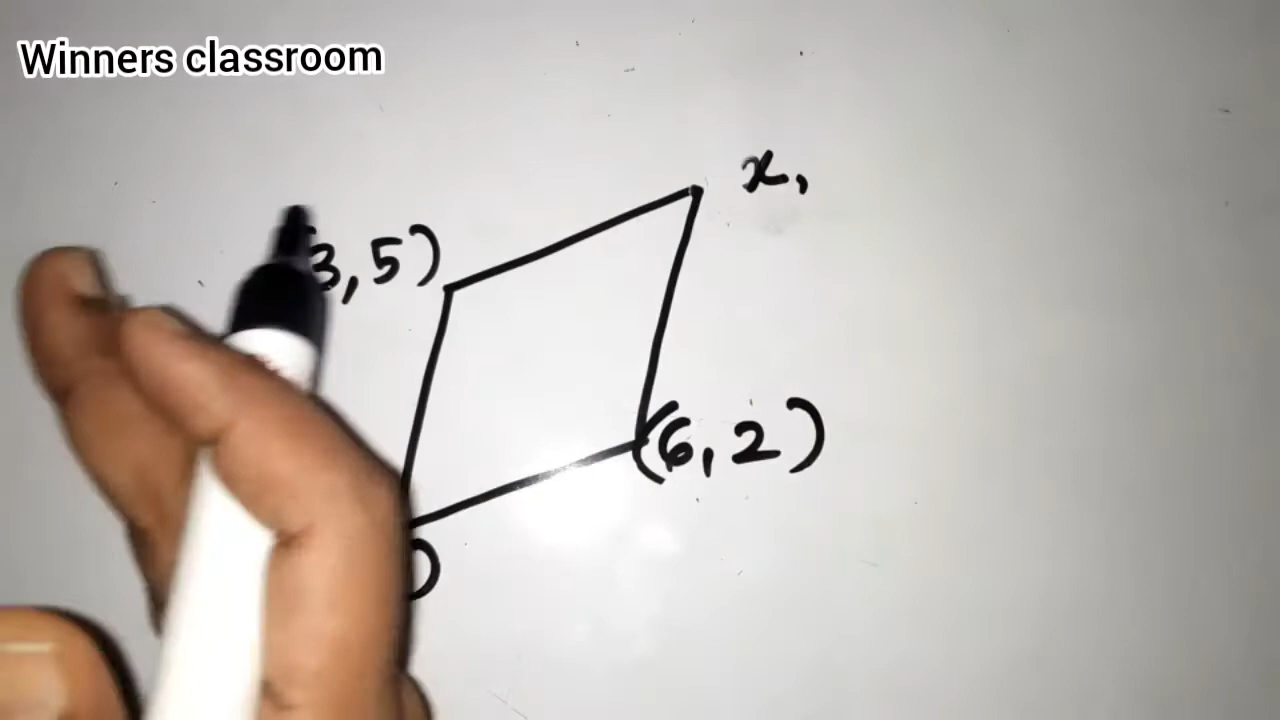 Winners classroom
x,
3, 5)
(6, 2)
)